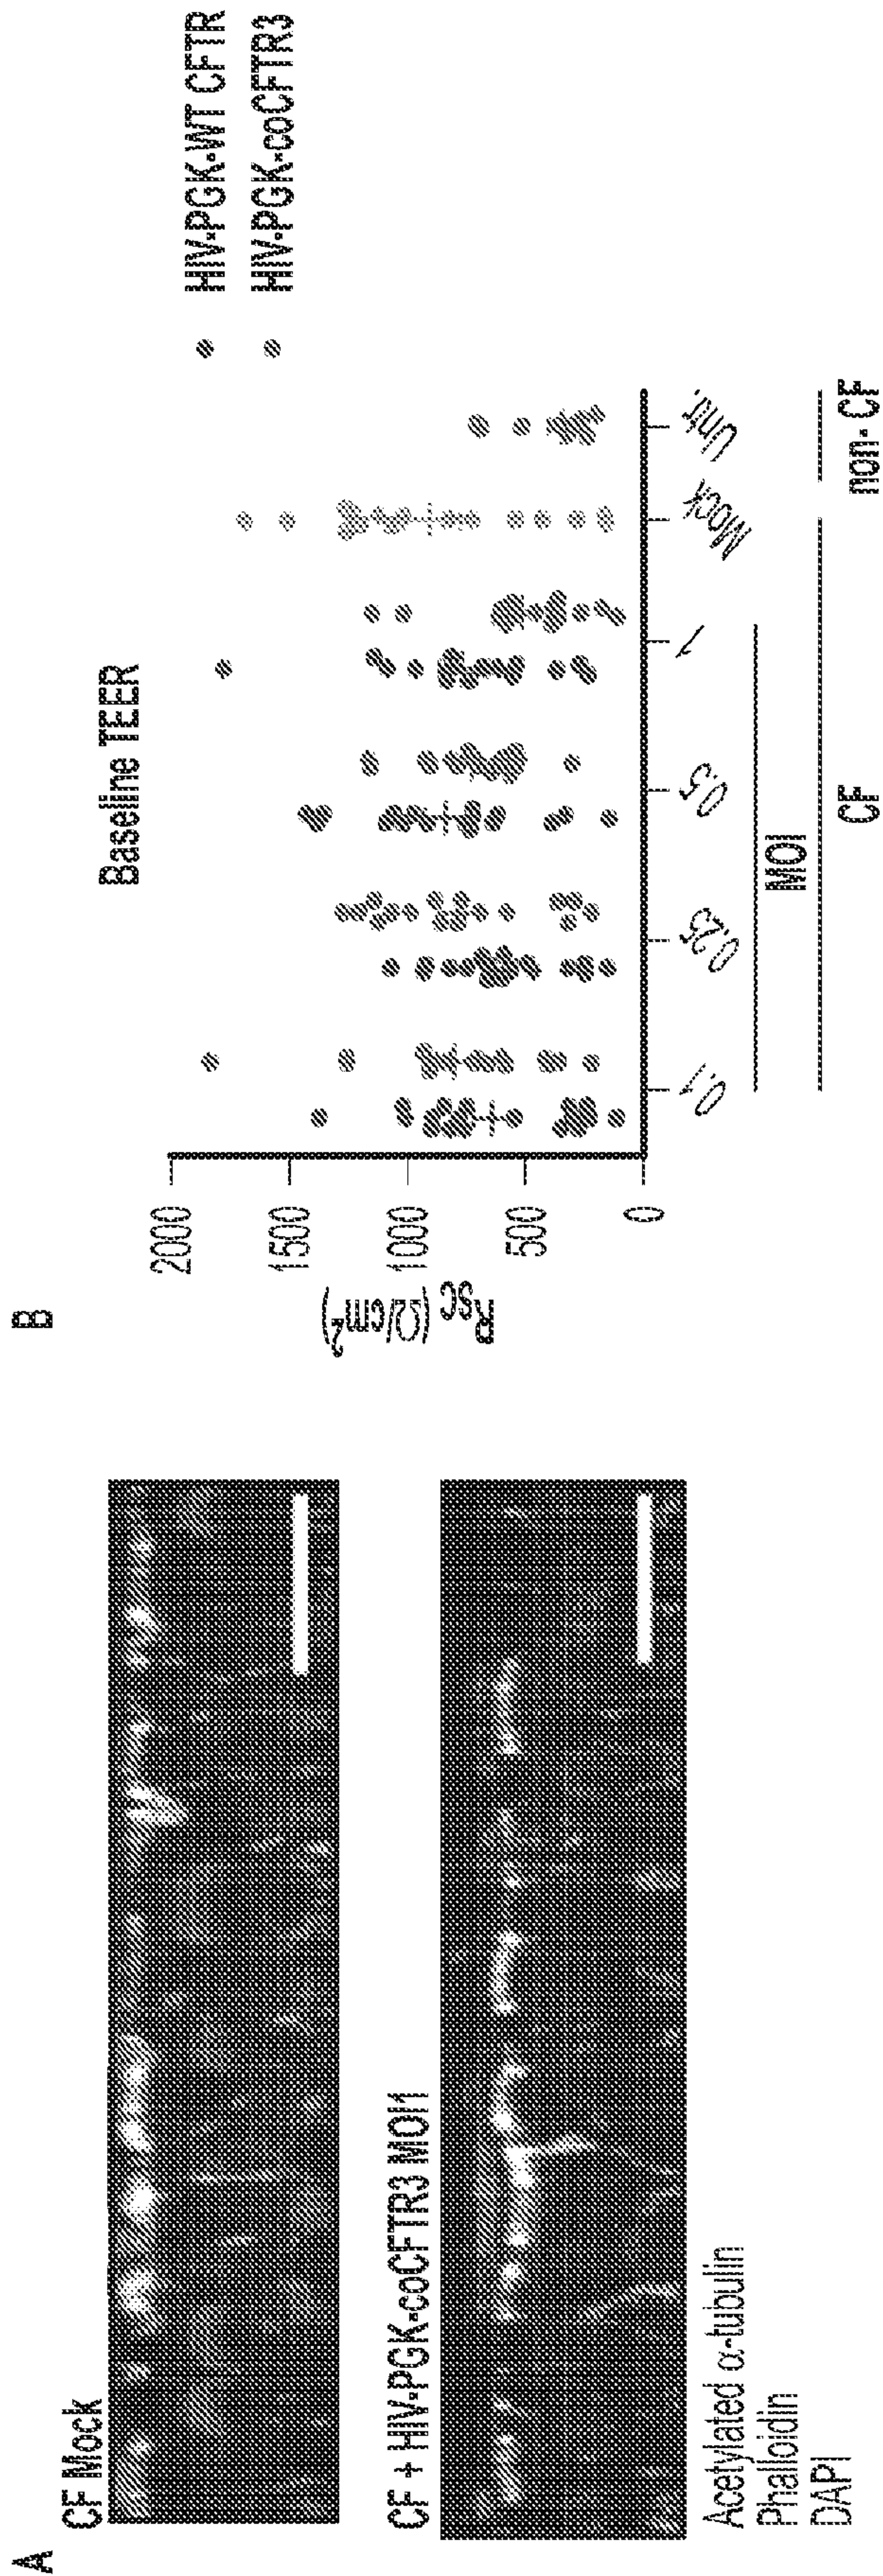 A
CF Mock
CF + HIV-PGK-coCFTR3 MOI1
Acetylated α-tubulin
Phalloidin
DAPI
B
Baseline TEER
HIV-PGK-WT CFTR
HIV-PGK-coCFTR3
Rsc (Ω/cm²)
2000
1500
1000
500
0
0.1 0.25 0.5 1 Mock Untr.
MOI
CF non- CF